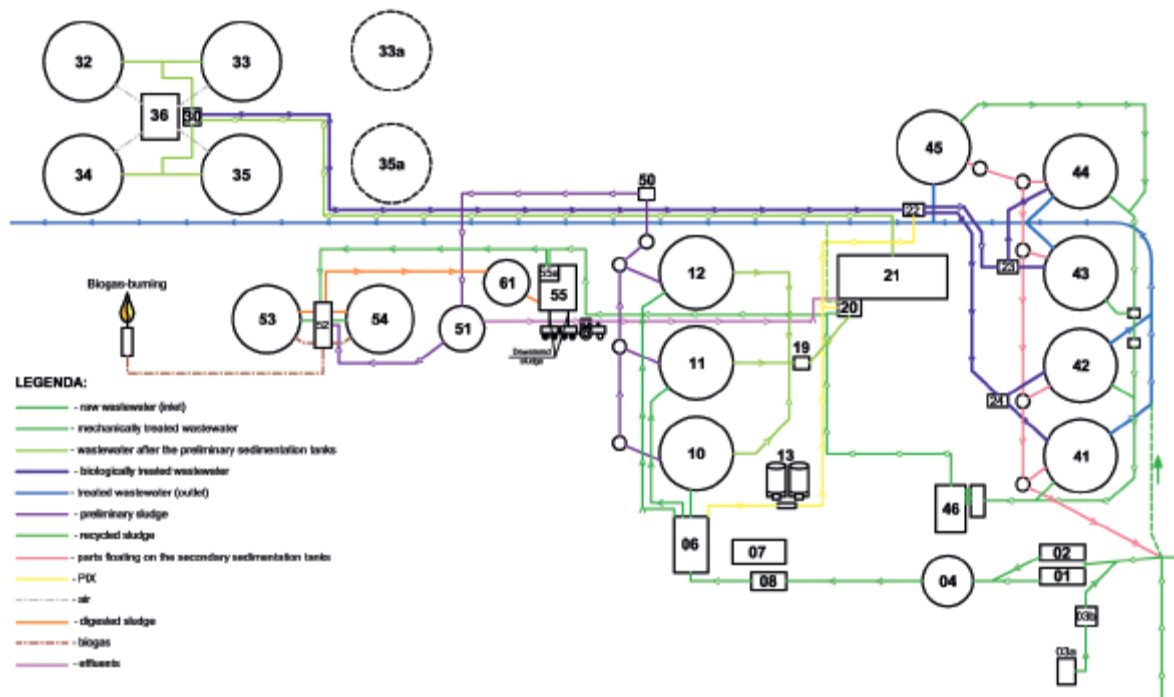 32
33
33a
36
30
34
35
35a
45
44
50
22
12
21
23
43
61
55a
55
Biogas-burning
53
52
54
51
20
11
19
42
24
LEGENDA:
- raw wastewater (inlet)
- mechanically treated wastewater
- wastewater after the preliminary sedimentation tanks
- biologically treated wastewater
- treated wastewater (outlet)
- preliminary sludge
- recycled sludge
- parts floating on the secondary sedimentation tanks
- PIX
- air
- digested sludge
- biogas
- effluents
Dewatered
sludge
10
13
41
46
06
07
08
04
02
01
03b
03a